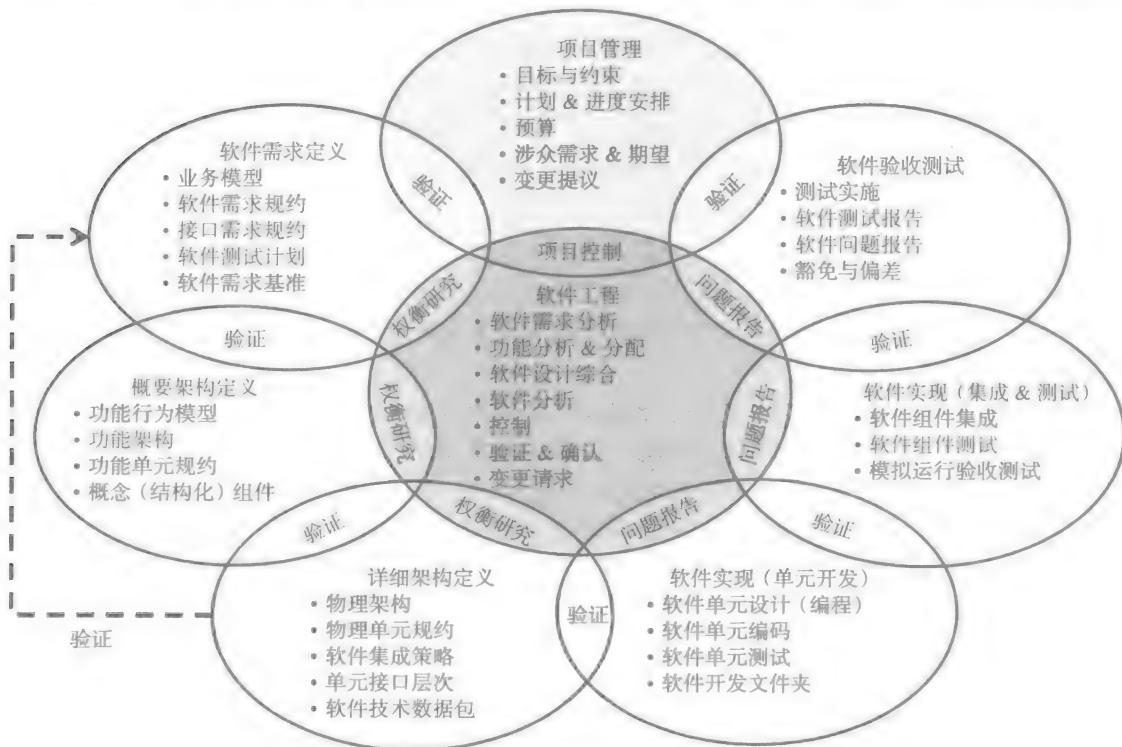 项目管理
• 目标与约束
• 计划 & 进度安排
• 预算
• 涉众需求 & 期望
• 变更提议
软件需求定义
• 业务模型
• 软件需求规约
• 接口需求规约
• 软件测试计划
• 软件需求基准
验证
验证
软件验收测试
• 测试实施
• 软件测试报告
• 软件问题报告
• 豁免与偏差
项目控制
权衡研究
软件工程
• 软件需求分析
• 功能分析 & 分配
• 软件设计综合
• 软件分析
• 控制
• 验证 & 确认
• 变更请求
问题报告
验证
验证
概要架构定义
• 功能行为模型
• 功能架构
• 功能单元规约
• 概念（结构化）组件
权衡研究
问题报告
软件实现（集成 & 测试）
• 软件组件集成
• 软件组件测试
• 模拟运行验收测试
验证
权衡研究
问题报告
验证
详细架构定义
• 物理架构
• 物理单元规约
• 软件集成策略
• 单元接口层次
• 软件技术数据包
验证
软件实现（单元开发）
• 软件单元设计（编程）
• 软件单元编码
• 软件单元测试
• 软件开发文件夹
验证